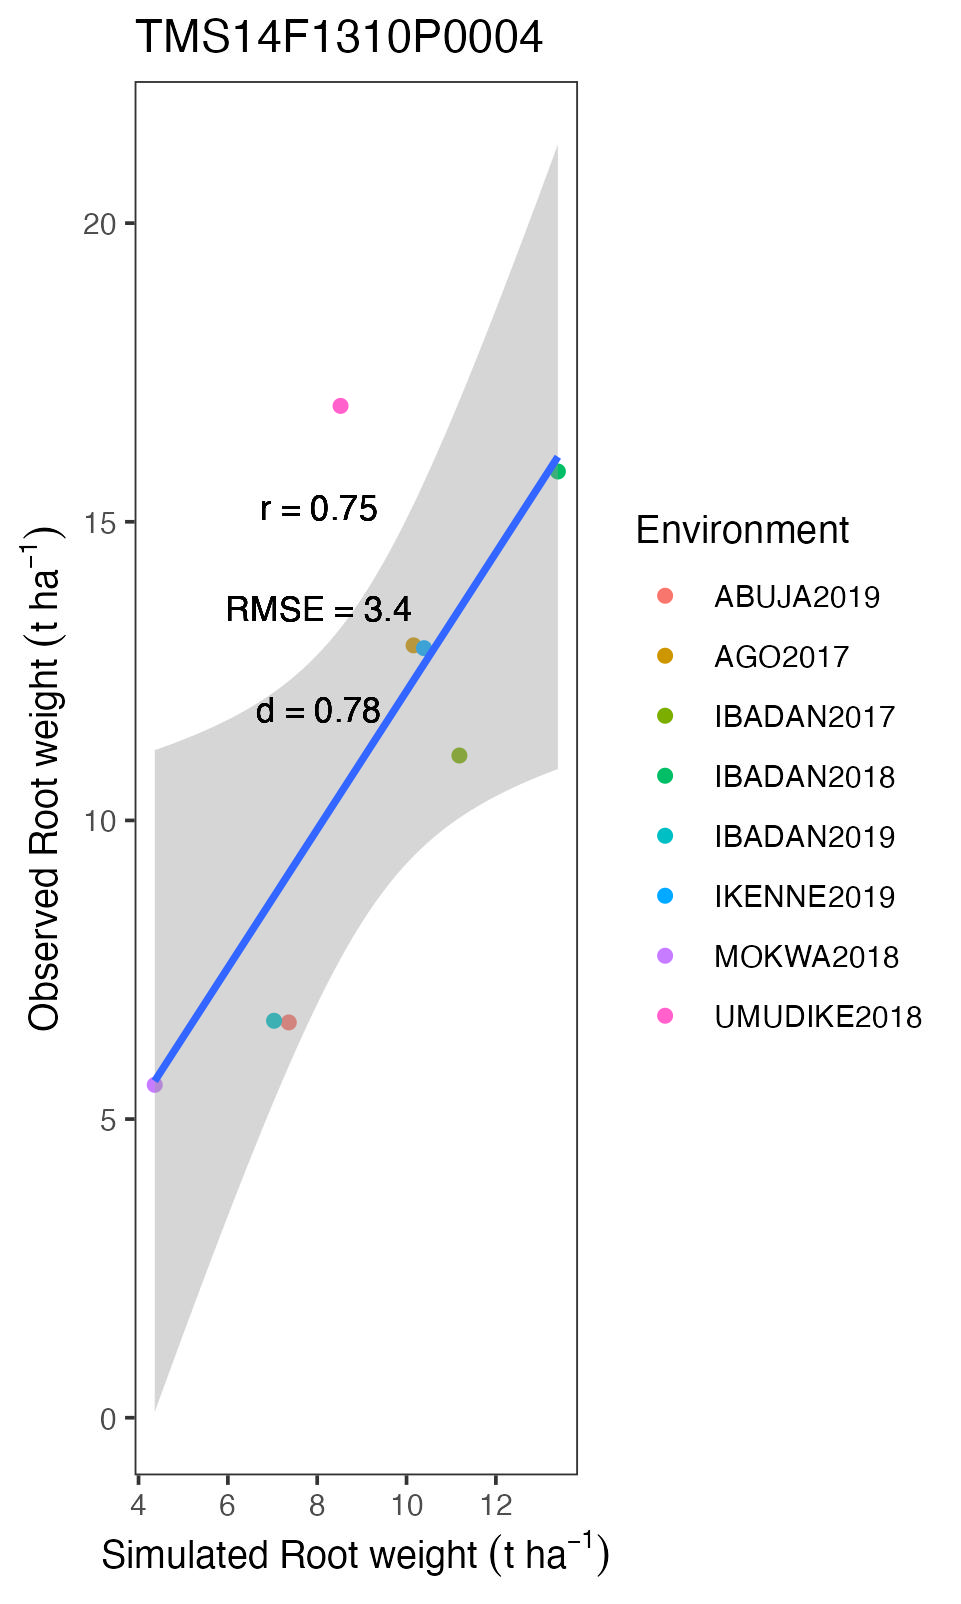 TMS14F1310P0004
20
15
10
5
0
Observed Root weight (t ha⁻¹)
r = 0.75
RMSE = 3.4
d = 0.78
4 6 8 10 12
Simulated Root weight (t ha⁻¹)
Environment
ABUJA2019
AGO2017
IBADAN2017
IBADAN2018
IBADAN2019
IKENNE2019
MOKWA2018
UMUDIKE2018